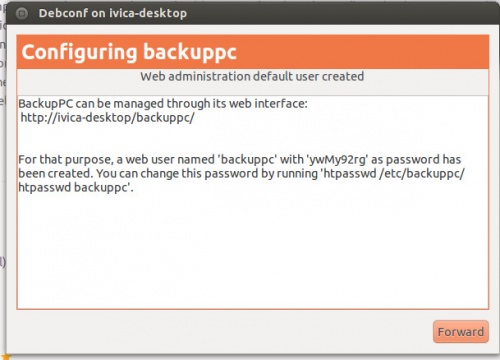 Debconf on ivica-desktop
Configuring backuppc
Web administration default user created
BackupPC can be managed through its web interface:
http://ivica-desktop/backuppc/
For that purpose, a web user named 'backuppc' with 'ywMy92rg' as password has
been created. You can change this password by running 'htpasswd /etc/backuppc/
htpasswd backuppc'.
Forward